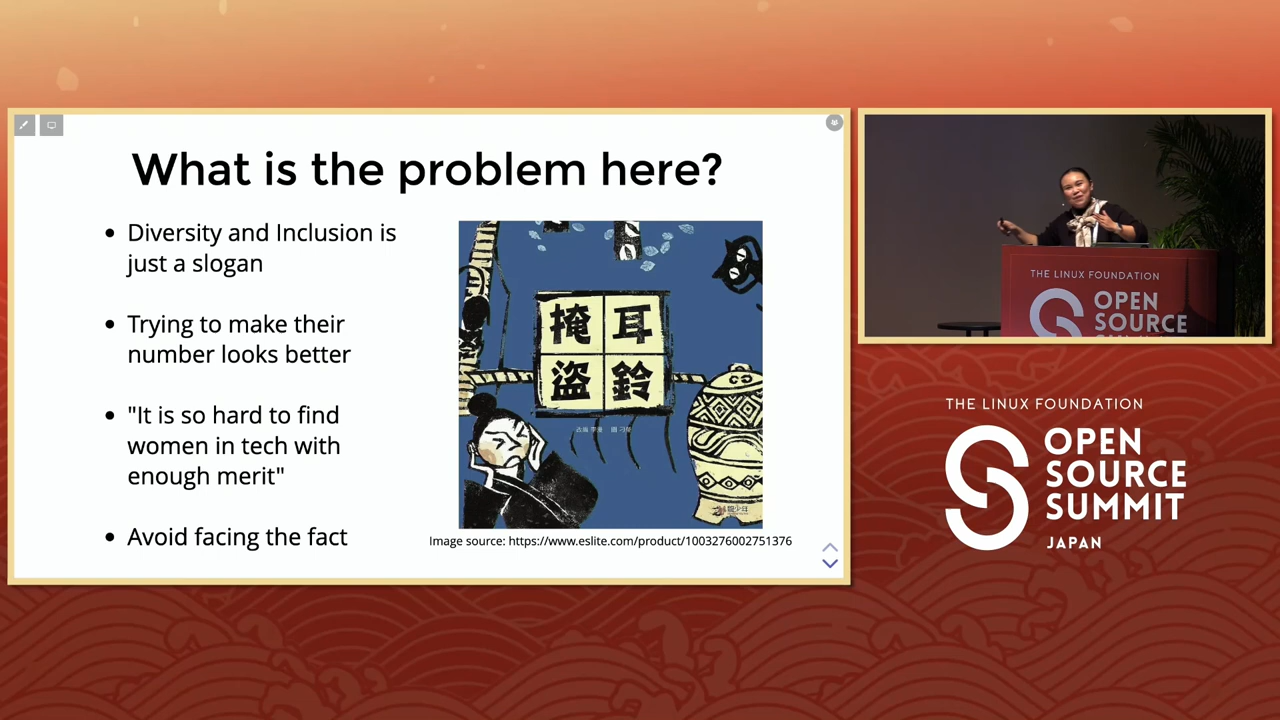 What is the problem here?
Diversity and Inclusion is
just a slogan
Trying to make their
number looks better
"It is so hard to find
women in tech with
enough merit"
Avoid facing the fact
掩耳
盜鈴
Image source: https://www.eslite.com/product/1003276002751376
THE LINUX FOUNDATION
OPEN
SOURCE
THE LINUX FOUNDATION
OPEN
SOURCE
SUMMIT
JAPAN